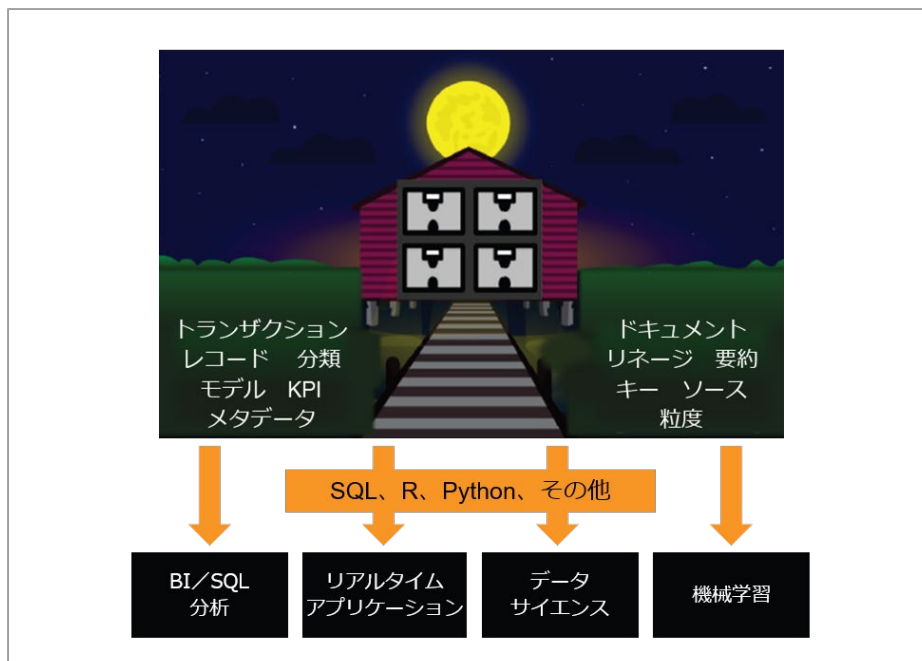 トランザクション
レコード　分類
モデル　KPI
メタデータ
ドキュメント
リネージ　要約
キー　ソース
粒度
SQL、R、Python、その他
BI／SQL
分析
リアルタイム
アプリケーション
データ
サイエンス
機械学習